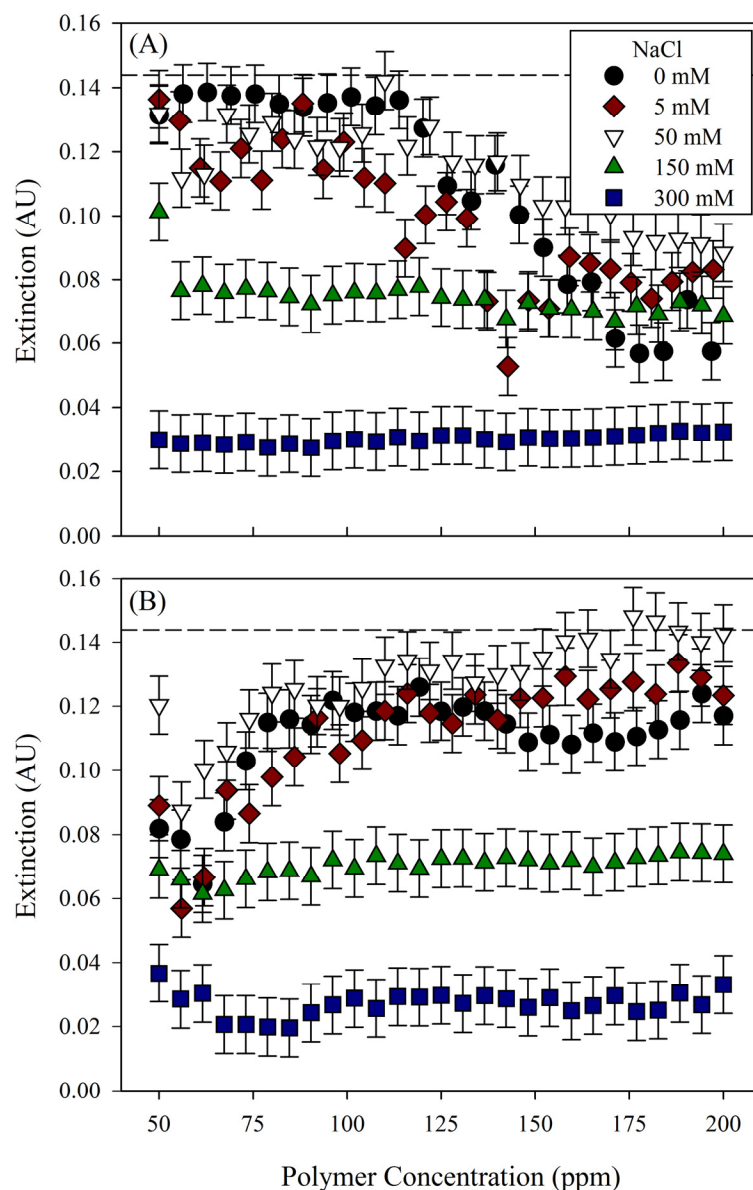 (A)
NaCl
0 mM
5 mM
50 mM
150 mM
300 mM
0.16
0.14
0.12
0.10
0.08
0.06
0.04
0.02
0.00
Extinction (AU)
(B)
0.16
0.14
0.12
0.10
0.08
0.06
0.04
0.02
0.00
Extinction (AU)
50 75 100 125 150 175 200
Polymer Concentration (ppm)